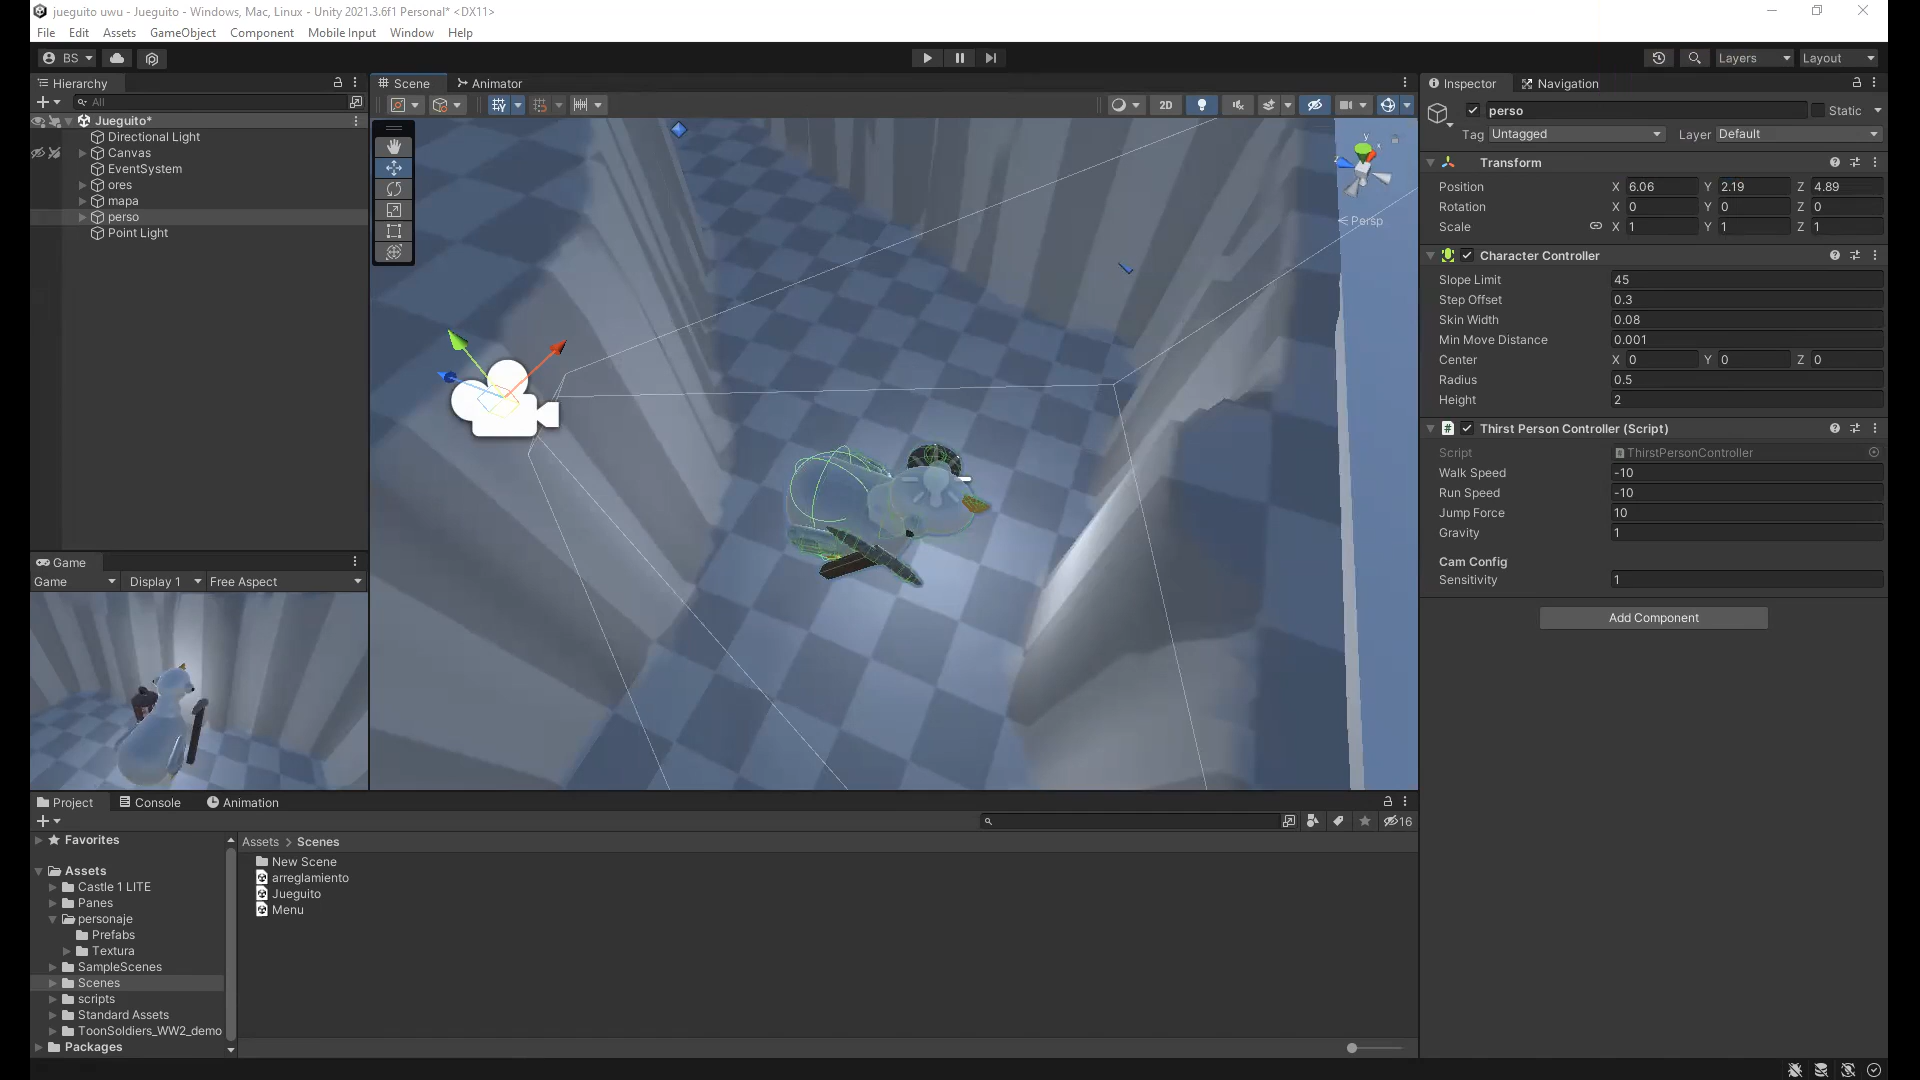 jueguito uwu - Jueguito - Windows, Mac, Linux - Unity 2021.3.6f1 Personal* <DX11>
File Edit Assets GameObject Component Mobile Input Window Help
BS Layers Layout
Hierarchy
All
Jueguito*
Directional Light
Canvas
EventSystem
ores
mapa
perso
Point Light
Scene Animator
2D
y
x
Persp
Game
Game Display 1 Free Aspect
Inspector Navigation
perso Static
Tag Untagged Layer Default
Transform
Position X 6.06 Y 2.19 Z 4.89
Rotation X 0 Y 0 Z 0
Scale X 1 Y 1 Z 1
Character Controller
Slope Limit 45
Step Offset 0.3
Skin Width 0.08
Min Move Distance 0.001
Center X 0 Y 0 Z 0
Radius 0.5
Height 2
# Thirst Person Controller (Script)
Script ThirstPersonController
Walk Speed -10
Run Speed -10
Jump Force 10
Gravity 1
Cam Config
Sensitivity 1
Add Component
Project Console Animation
16
Favorites
Assets
Castle 1 LITE
Panes
personaje
Prefabs
Textura
SampleScenes
Scenes
scripts
Standard Assets
ToonSoldiers_WW2_demo
Packages
Assets > Scenes
New Scene
arreglamiento
Jueguito
Menu